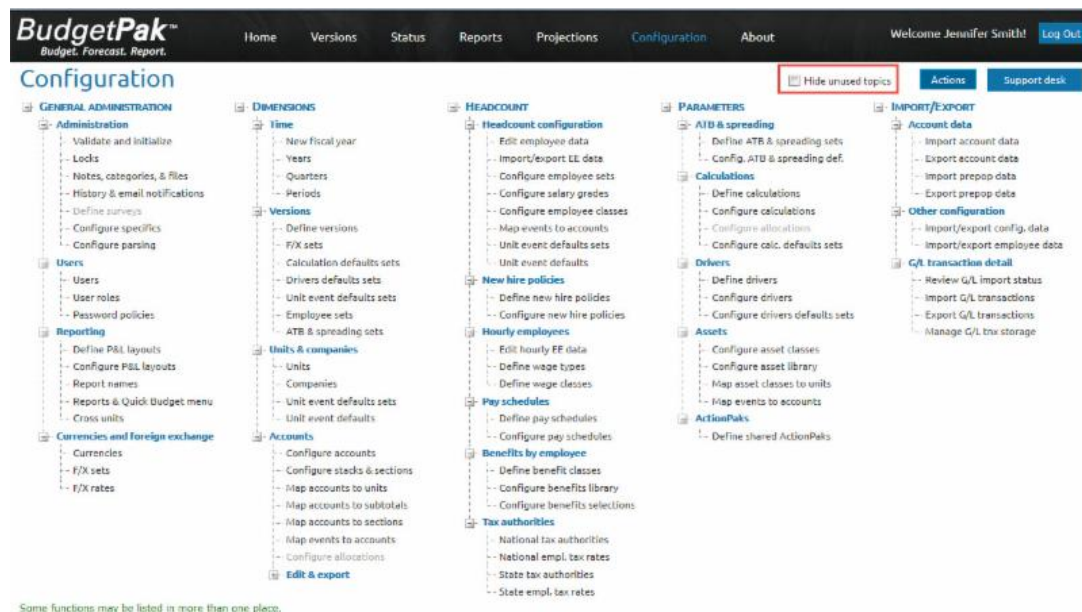 BudgetPak™
Budget. Forecast. Report.
Home Versions Status Reports Projections Configuration About
Welcome Jennifer Smith! Log Out
Configuration
Hide unused topics
Actions
Support desk
GENERAL ADMINISTRATION
Administration
Validate and initialize
Locks
Notes, categories, & files
History & email notifications
Define surveys
Configure specifics
Configure parsing
Users
Users
User roles
Password policies
Reporting
Define P&L layouts
Configure P&L layouts
Report names
Reports & Quick Budget menu
Cross units
Currencies and foreign exchange
Currencies
F/X sets
F/X rates
DIMENSIONS
Time
New fiscal year
Years
Quarters
Periods
Versions
Define versions
F/X sets
Calculation defaults sets
Drivers defaults sets
Unit event defaults sets
Employee sets
ATB & spreading sets
Units & companies
Units
Companies
Unit event defaults sets
Unit event defaults
Accounts
Configure accounts
Configure stacks & sections
Map accounts to units
Map accounts to subtotals
Map accounts to sections
Map events to accounts
Configure allocations
Edit & export
HEADCOUNT
Headcount configuration
Edit employee data
Import/export EE data
Configure employee sets
Configure salary grades
Configure employee classes
Map events to accounts
Unit event defaults sets
Unit event defaults
New hire policies
Define new hire policies
Configure new hire policies
Hourly employees
Edit hourly EE data
Define wage types
Define wage classes
Pay schedules
Define pay schedules
Configure pay schedules
Benefits by employee
Define benefit classes
Configure benefits library
Configure benefits selections
Tax authorities
National tax authorities
National empl. tax rates
State tax authorities
State empl. tax rates
PARAMETERS
ATB & spreading
Define ATB & spreading sets
Config. ATB & spreading def.
Calculations
Define calculations
Configure calculations
Configure allocations
Configure calc. defaults sets
Drivers
Define drivers
Configure drivers
Configure drivers defaults sets
Assets
Configure asset classes
Configure asset library
Map asset classes to units
Map events to accounts
ActionPaks
Define shared ActionPaks
IMPORT/EXPORT
Account data
Import account data
Export account data
Import prepop data
Export prepop data
Other configuration
Import/export config. data
Import/export employee data
G/L transaction detail
Review G/L import status
Import G/L transactions
Export G/L transactions
Manage G/L tnx storage
Some functions may be listed in more than one place.